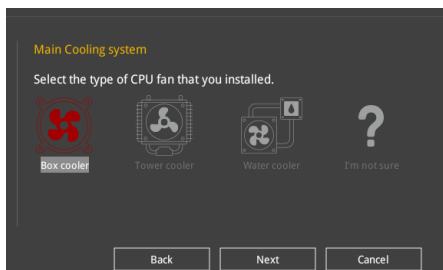 Main Cooling system
Select the type of CPU fan that you installed.
Box cooler Tower cooler Water cooler I'm not sure
Back Next Cancel